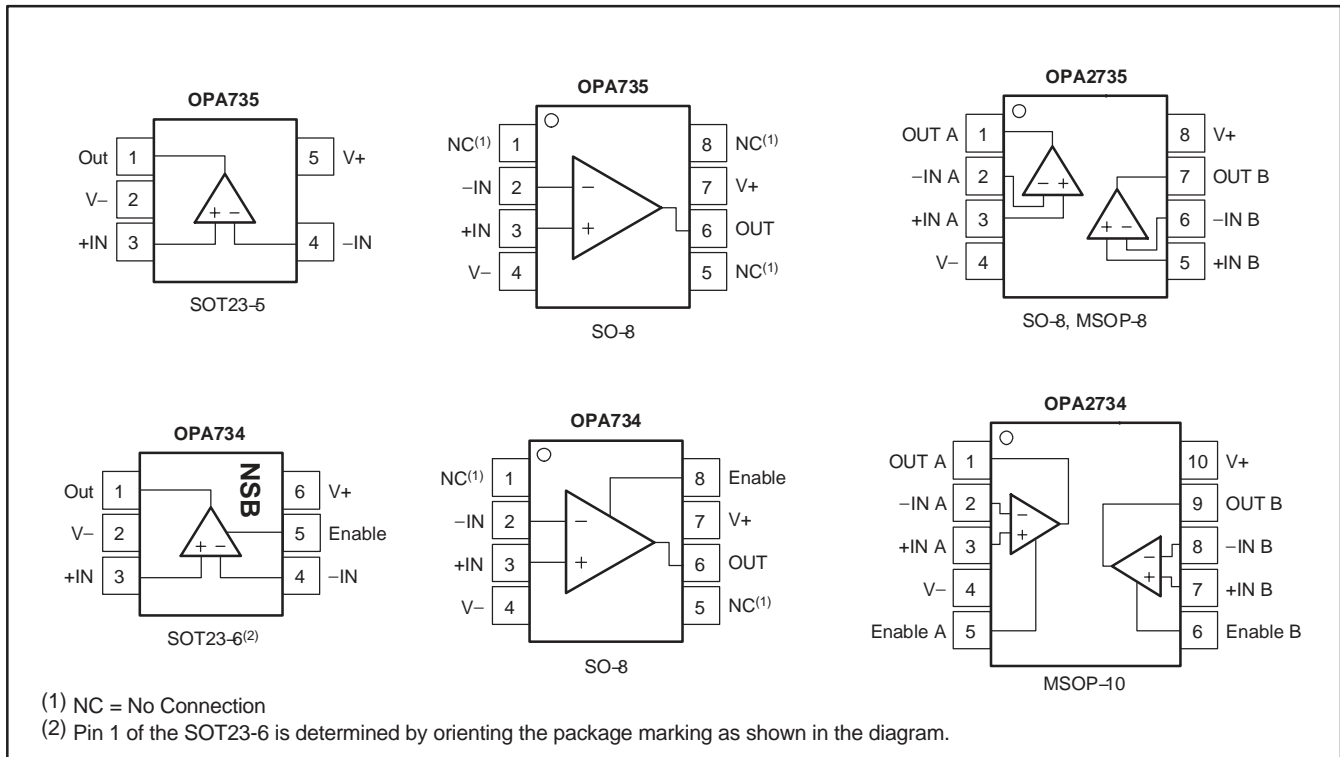 OPA735
Out 1
5 V+
V− 2
+IN 3
4 −IN
+ −
SOT23-5
OPA735
NC(1) 1
8 NC(1)
−IN 2
7 V+
+IN 3
6 OUT
V− 4
5 NC(1)
−
+
SO-8
OPA2735
OUT A 1
8 V+
−IN A 2
7 OUT B
+IN A 3
6 −IN B
V− 4
5 +IN B
− +
+ −
SO-8, MSOP-8
OPA734
NSB
Out 1
6 V+
V− 2
5 Enable
+IN 3
4 −IN
+ −
SOT23-6(2)
OPA734
NC(1) 1
8 Enable
−IN 2
7 V+
+IN 3
6 OUT
V− 4
5 NC(1)
−
+
SO-8
OPA2734
OUT A 1
10 V+
−IN A 2
9 OUT B
+IN A 3
8 −IN B
V− 4
7 +IN B
Enable A 5
6 Enable B
−
+
−
+
MSOP-10
(1) NC = No Connection
(2) Pin 1 of the SOT23-6 is determined by orienting the package marking as shown in the diagram.